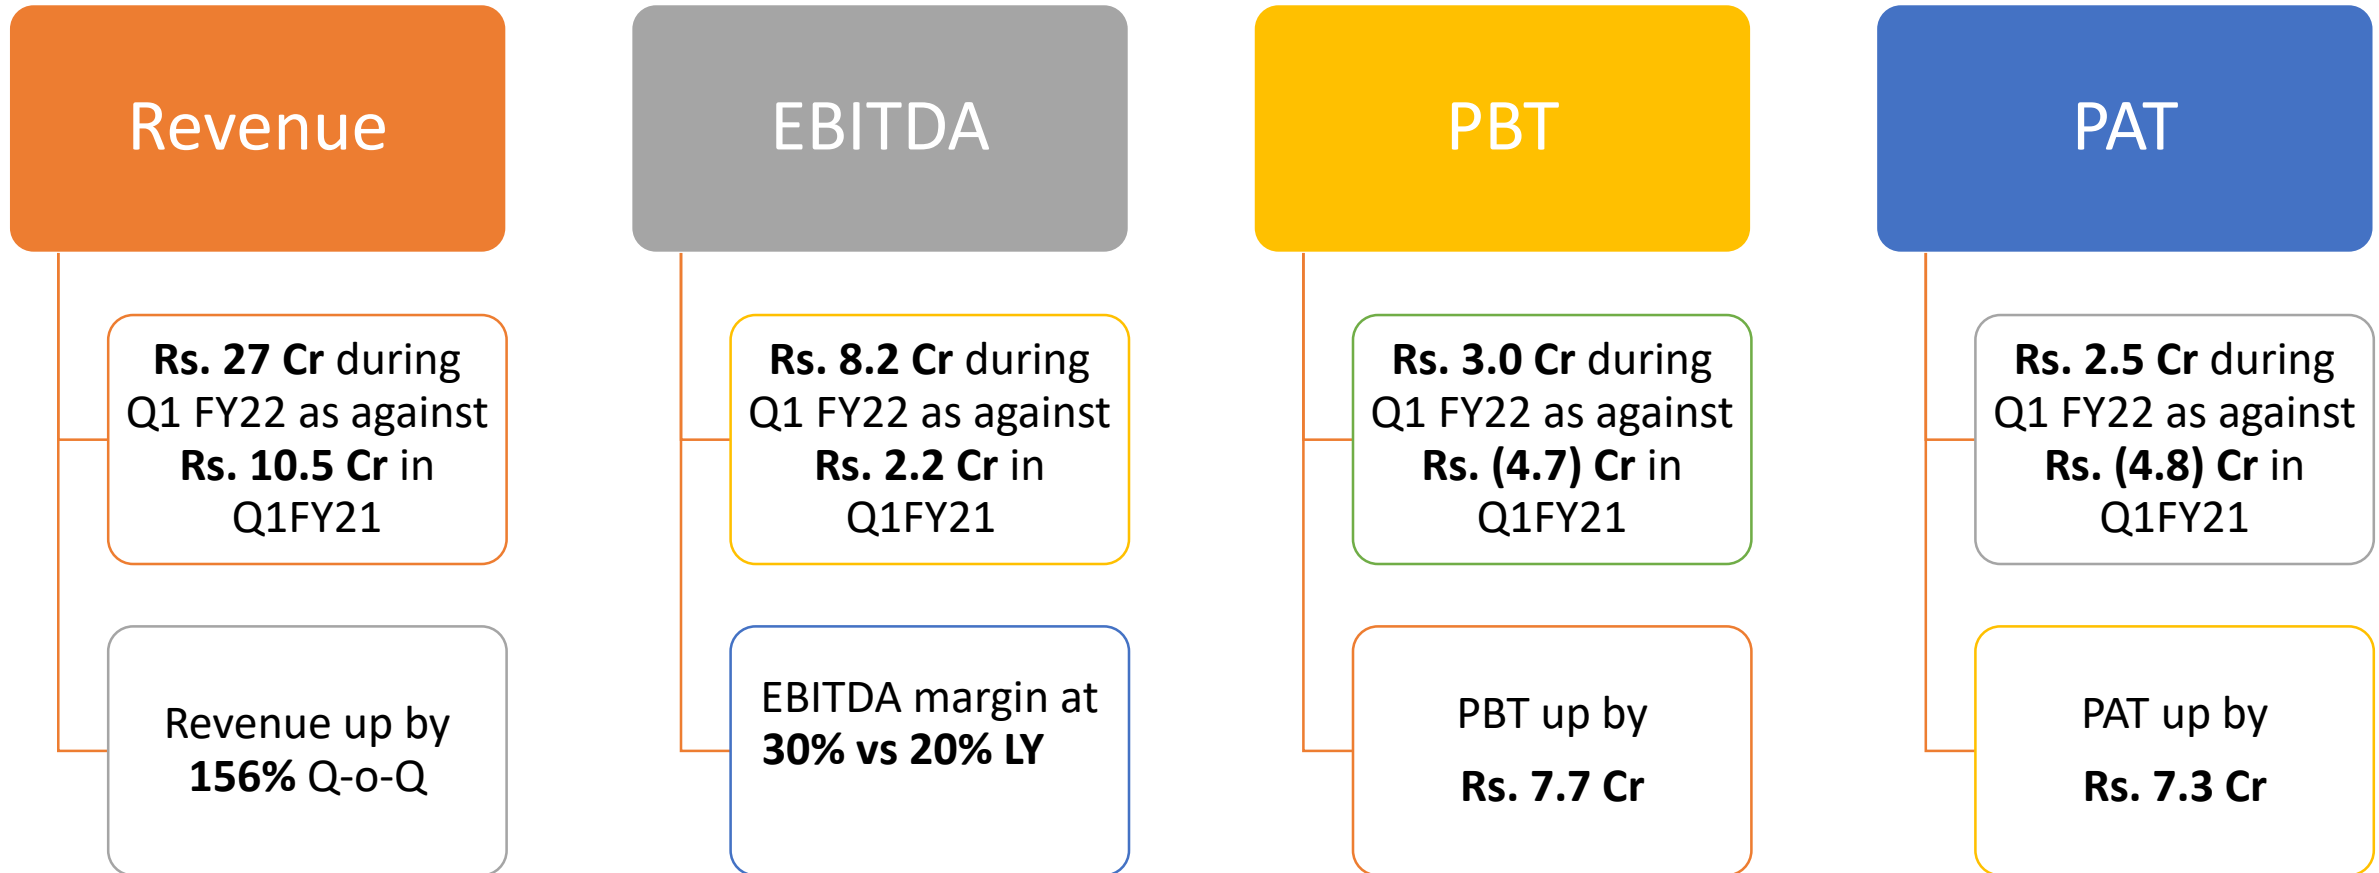 Revenue
Rs. 27 Cr during
Q1 FY22 as against
Rs. 10.5 Cr in
Q1FY21
Revenue up by
156% Q-o-Q
EBITDA
Rs. 8.2 Cr during
Q1 FY22 as against
Rs. 2.2 Cr in
Q1FY21
EBITDA margin at
30% vs 20% LY
PBT
Rs. 3.0 Cr during
Q1 FY22 as against
Rs. (4.7) Cr in
Q1FY21
PBT up by
Rs. 7.7 Cr
PAT
Rs. 2.5 Cr during
Q1 FY22 as against
Rs. (4.8) Cr in
Q1FY21
PAT up by
Rs. 7.3 Cr